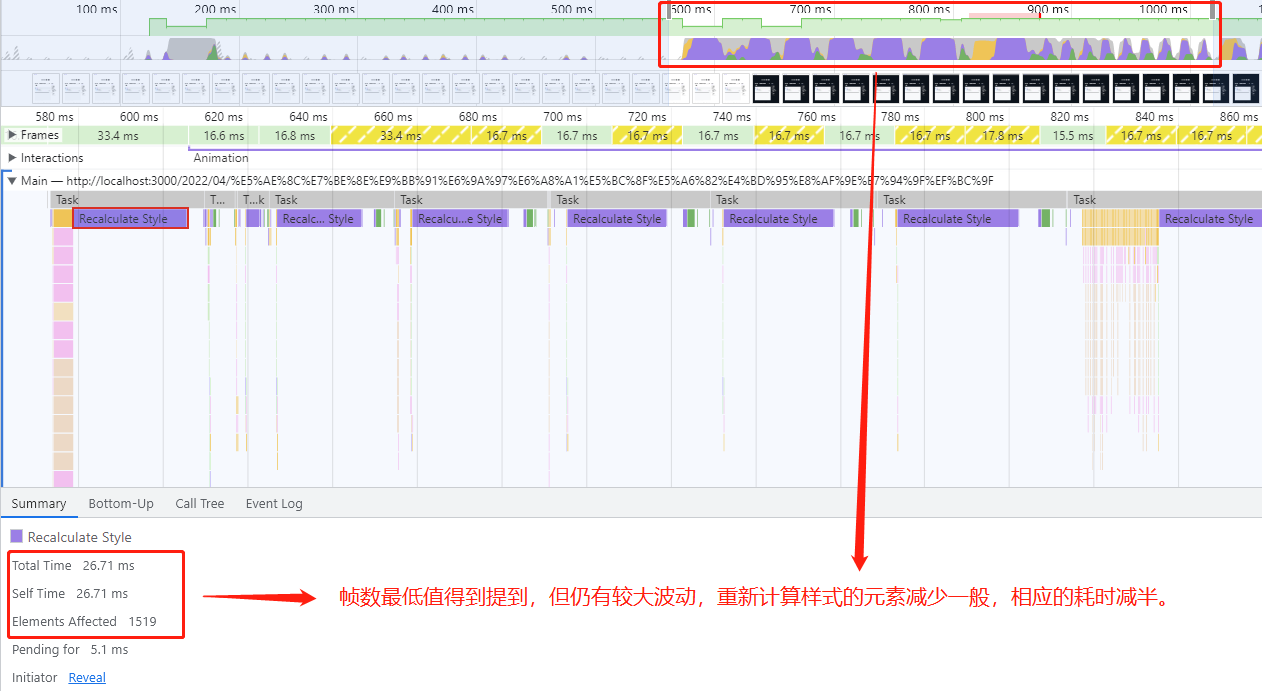 100 ms 200 ms 300 ms 400 ms 500 ms 600 ms 700 ms 800 ms 900 ms 1000 ms
580 ms 600 ms 620 ms 640 ms 660 ms 680 ms 700 ms 720 ms 740 ms 760 ms 780 ms 800 ms 820 ms 840 ms 860 ms
Frames 33.4 ms 16.6 ms 16.8 ms 33.4 ms 16.7 ms 16.7 ms 16.7 ms 16.7 ms 16.7 ms 16.7 ms 16.7 ms 17.8 ms 15.5 ms 16.7 ms 16.7 ms
Interactions Animation
Main — http://localhost:3000/2022/04/%E5%AE%8C%E7%BE%8E%E9%BB%91%E6%9A%97%E6%A8%A1%E5%BC%8F%E5%A6%82%E4%BD%95%E8%AF%9E%E7%94%9F%EF%BC%9F
Task T... T...k Task Task Task Task Task Task
Recalculate Style Recalc... Style Recalcu...e Style Recalculate Style Recalculate Style Recalculate Style Recalculate Style
Summary Bottom-Up Call Tree Event Log
Recalculate Style
Total Time 26.71 ms
Self Time 26.71 ms
帧数最低值得到提到，但仍有较大波动，重新计算样式的元素减少一般，相应的耗时减半。
Elements Affected 1519
Pending for 5.1 ms
Initiator Reveal